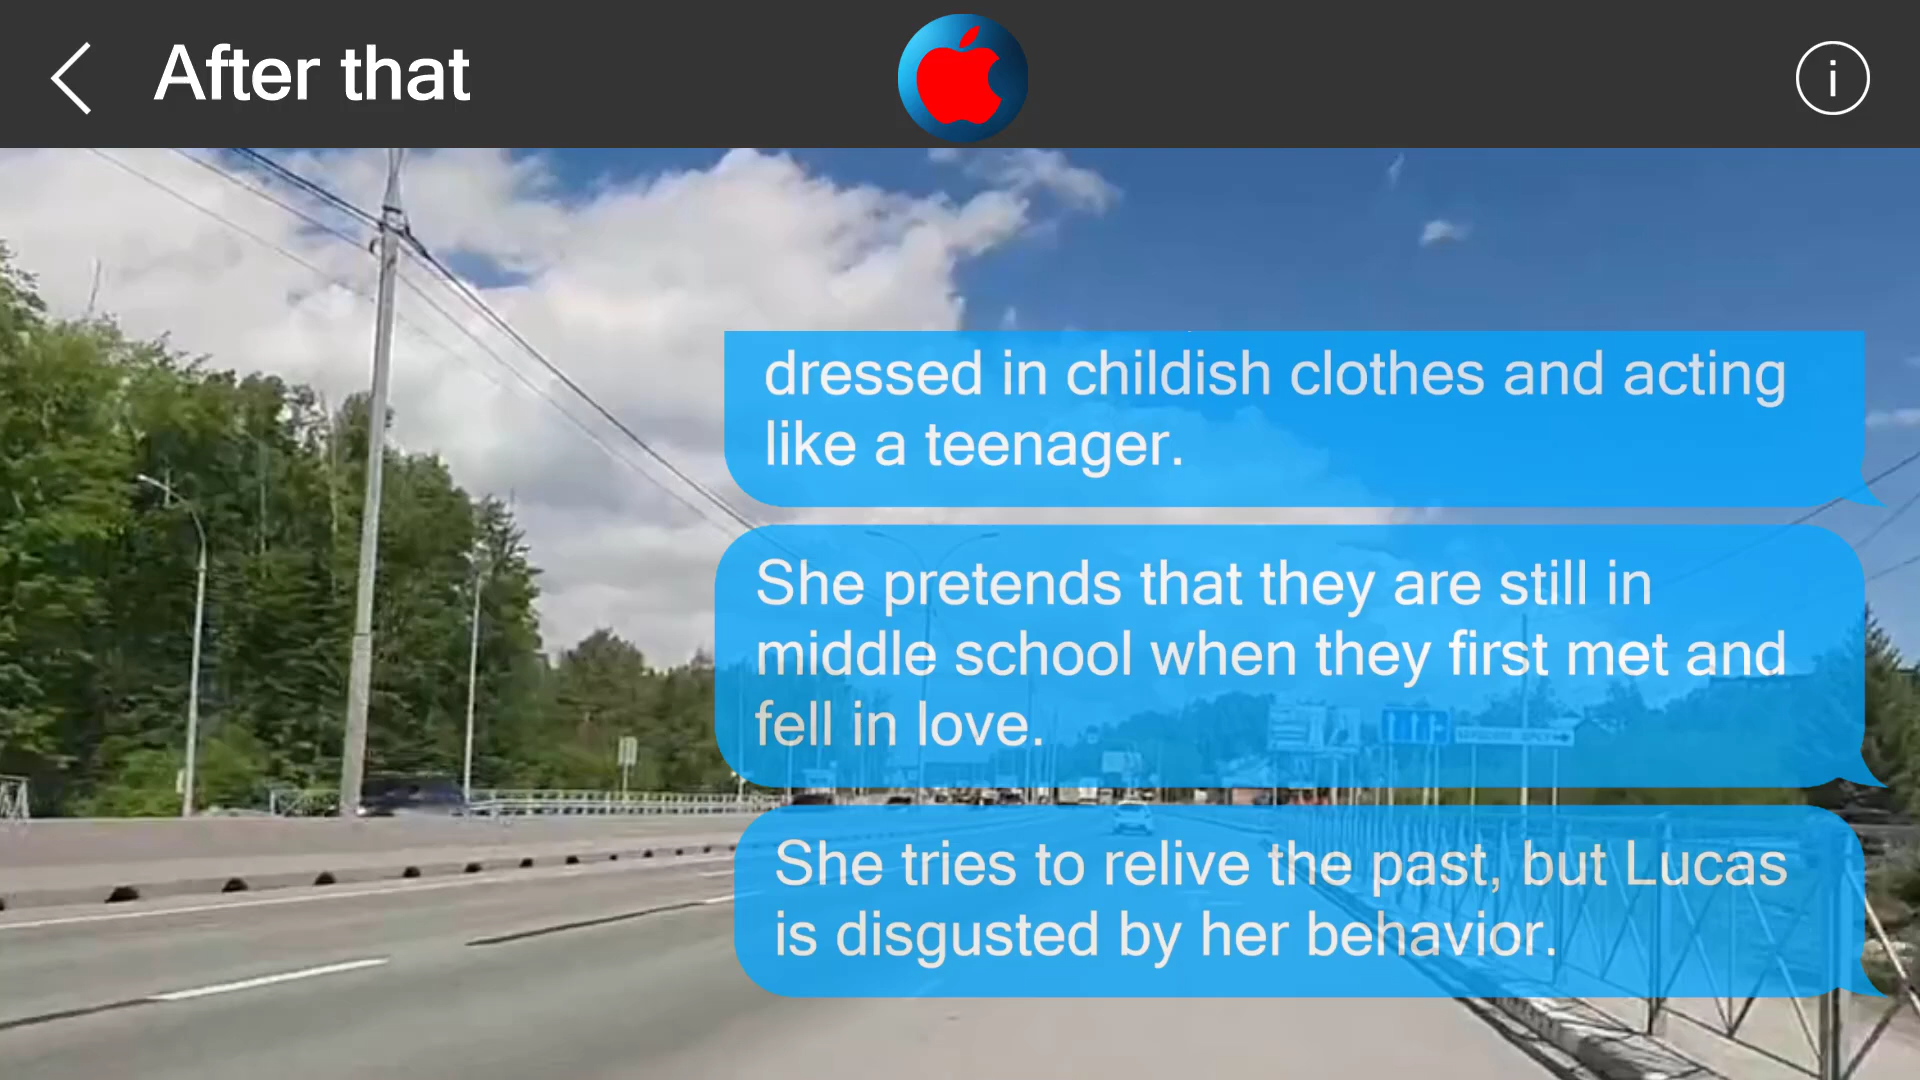 After that
i
dressed in childish clothes and acting
like a teenager.
She pretends that they are still in
middle school when they first met and
fell in love.
She tries to relive the past, but Lucas
is disgusted by her behavior.